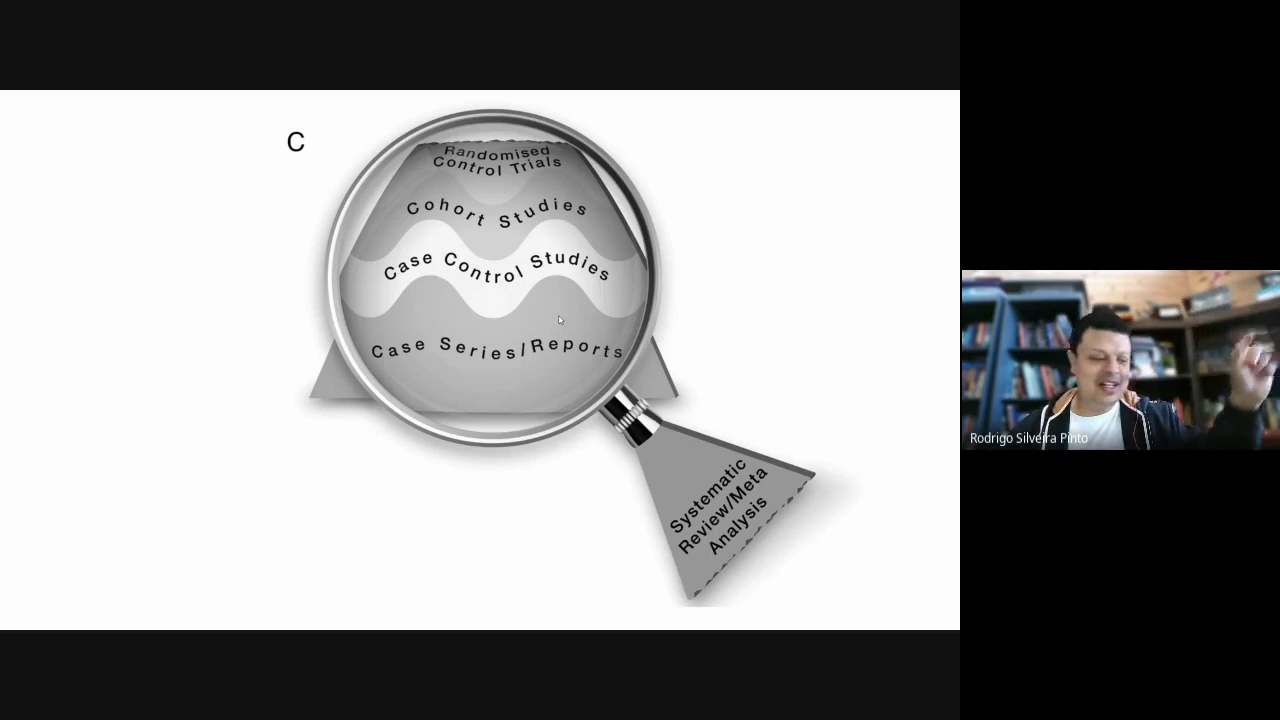 C
Randomised
Control Trials
Cohort Studies
Case Control Studies
Case Series/Reports
Systematic
Review/Meta
Analysis
Rodrigo Silveira Pinto